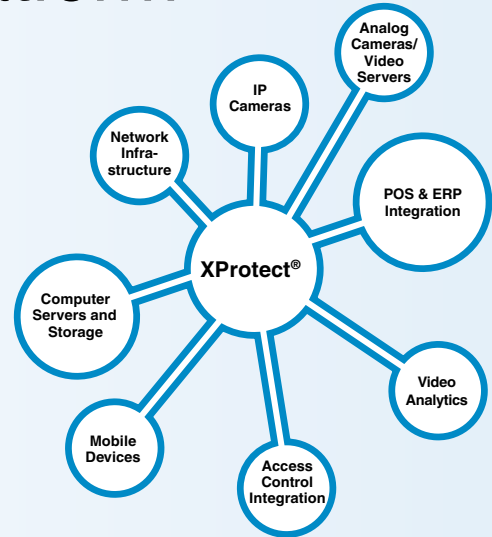 Analog
Cameras/
Video
Servers
IP
Cameras
Network
Infra-
structure
POS & ERP
Integration
XProtect®
Computer
Servers and
Storage
Video
Analytics
Mobile
Devices
Access
Control
Integration